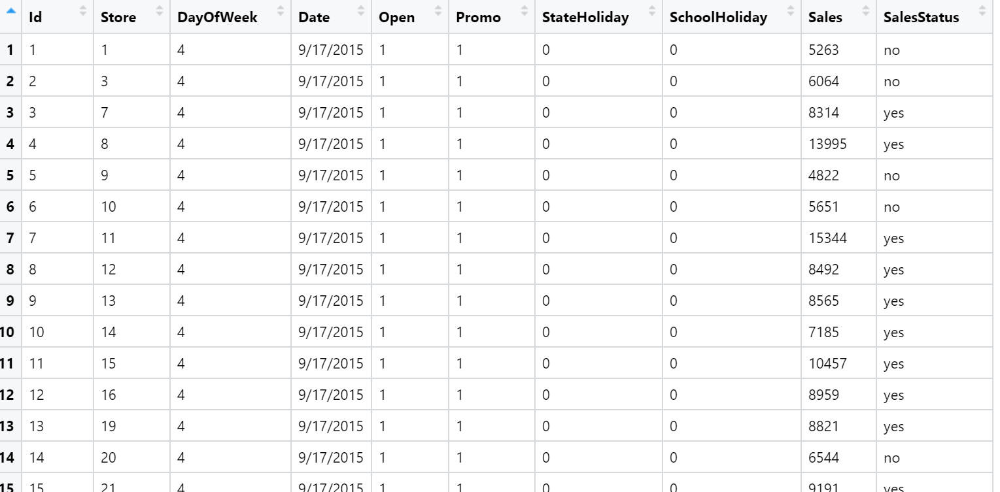 Id Store DayOfWeek Date Open Promo StateHoliday SchoolHoliday Sales SalesStatus
1 1 1 4 9/17/2015 1 1 0 0 5263 no
2 2 3 4 9/17/2015 1 1 0 0 6064 no
3 3 7 4 9/17/2015 1 1 0 0 8314 yes
4 4 8 4 9/17/2015 1 1 0 0 13995 yes
5 5 9 4 9/17/2015 1 1 0 0 4822 no
6 6 10 4 9/17/2015 1 1 0 0 5651 no
7 7 11 4 9/17/2015 1 1 0 0 15344 yes
8 8 12 4 9/17/2015 1 1 0 0 8492 yes
9 9 13 4 9/17/2015 1 1 0 0 8565 yes
10 10 14 4 9/17/2015 1 1 0 0 7185 yes
11 11 15 4 9/17/2015 1 1 0 0 10457 yes
12 12 16 4 9/17/2015 1 1 0 0 8959 yes
13 13 19 4 9/17/2015 1 1 0 0 8821 yes
14 14 20 4 9/17/2015 1 1 0 0 6544 no
15 15 21 4 9/17/2015 1 1 0 0 9191 yes